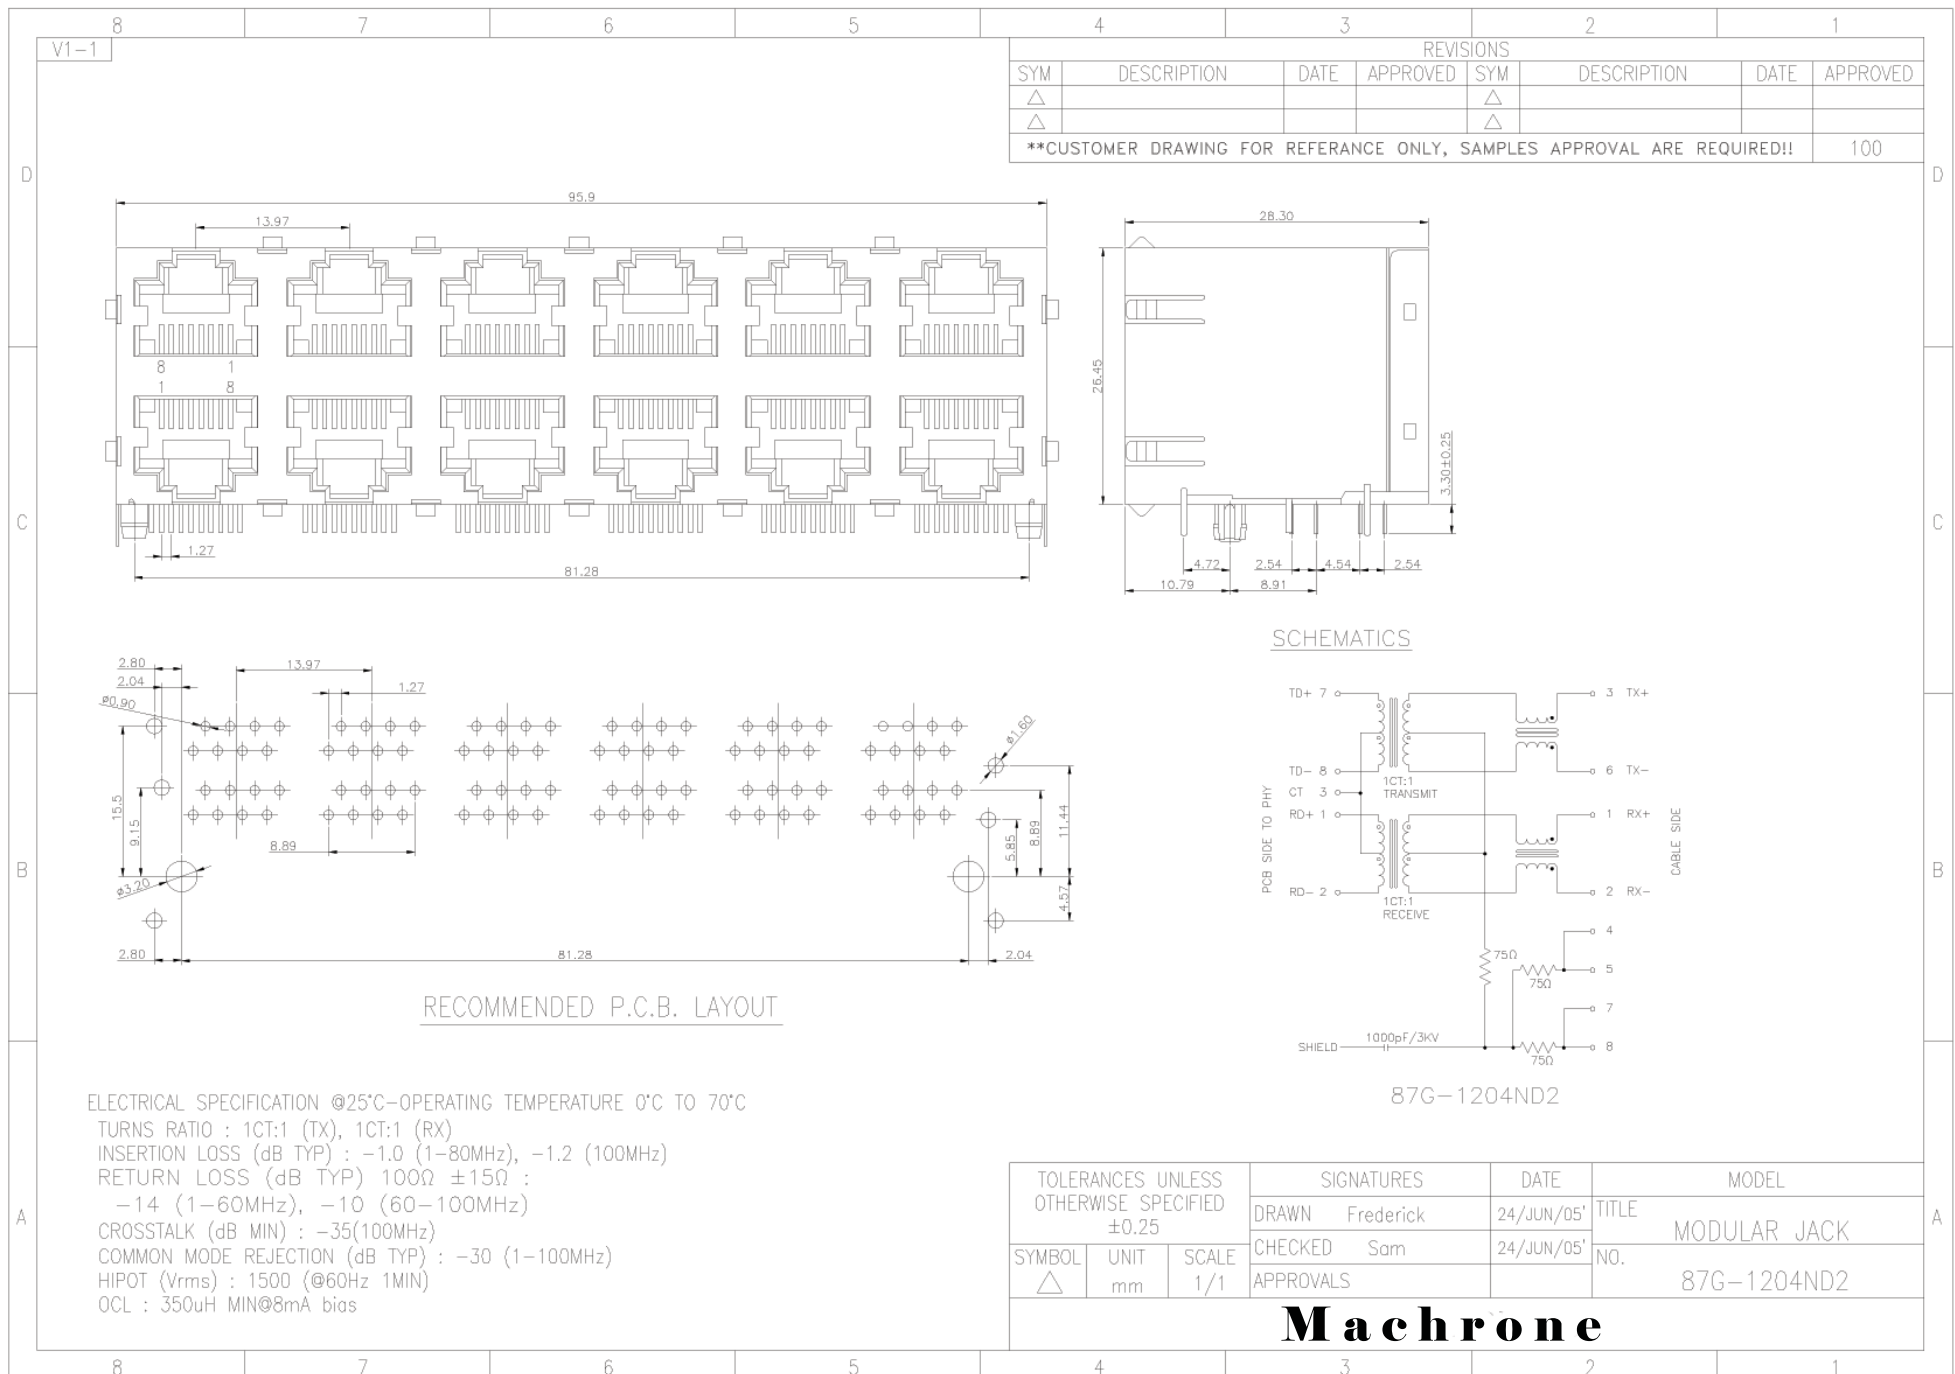 8 7 6 5 4 3 2 1
V1-1
REVISIONS
SYM DESCRIPTION DATE APPROVED SYM DESCRIPTION DATE APPROVED
**CUSTOMER DRAWING FOR REFERANCE ONLY, SAMPLES APPROVAL ARE REQUIRED!! 100
D D
95.9
13.97
8 1
1 8
1.27
81.28
28.30
26.45
3.30±0.25
4.72 2.54 4.54 2.54
10.79 8.91
C C
2.80 13.97
2.04 1.27
ø0.90
ø1.60
15.5
9.15
8.89
5.85
8.89
11.44
ø3.20
4.57
2.80 81.28 2.04
RECOMMENDED P.C.B. LAYOUT
B B
SCHEMATICS
TD+ 7 3 TX+
TD- 8 6 TX-
1CT:1
TRANSMIT
CT 3
RD+ 1 1 RX+
RD- 2 2 RX-
1CT:1
RECEIVE
PCB SIDE TO PHY
CABLE SIDE
4
75Ω
5
75Ω
7
SHIELD 1000pF/3KV 8
75Ω
87G-1204ND2
ELECTRICAL SPECIFICATION @25°C-OPERATING TEMPERATURE 0°C TO 70°C
TURNS RATIO : 1CT:1 (TX), 1CT:1 (RX)
INSERTION LOSS (dB TYP) : -1.0 (1-80MHz), -1.2 (100MHz)
RETURN LOSS (dB TYP) 100Ω ±15Ω :
-14 (1-60MHz), -10 (60-100MHz)
CROSSTALK (dB MIN) : -35(100MHz)
COMMON MODE REJECTION (dB TYP) : -30 (1-100MHz)
HIPOT (Vrms) : 1500 (@60Hz 1MIN)
OCL : 350uH MIN@8mA bias
A A
TOLERANCES UNLESS
OTHERWISE SPECIFIED
±0.25
SIGNATURES DATE MODEL
DRAWN Frederick 24/JUN/05' TITLE
MODULAR JACK
CHECKED Sam 24/JUN/05' NO.
SYMBOL UNIT SCALE
mm 1/1
APPROVALS
87G-1204ND2
Machrone
8 7 6 5 4 3 2 1